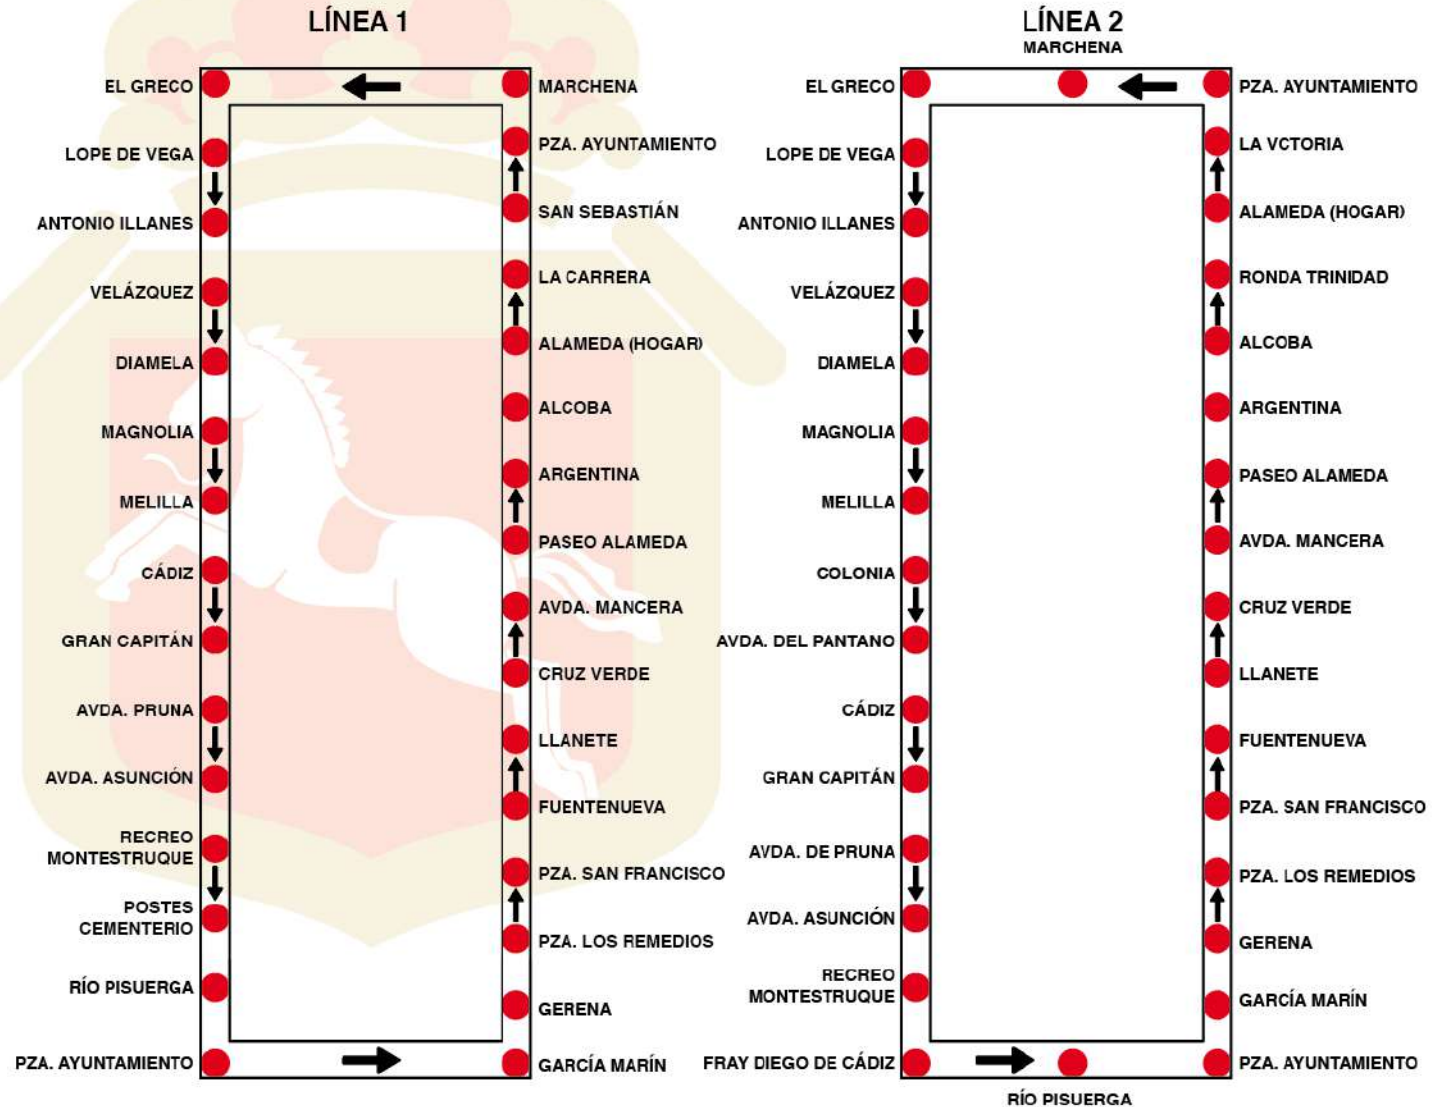 LÍNEA 1
EL GRECO
LOPE DE VEGA
ANTONIO ILLANES
VELÁZQUEZ
DIAMELA
MAGNOLIA
MELILLA
CÁDIZ
GRAN CAPITÁN
AVDA. PRUNA
AVDA. ASUNCIÓN
RECREO
MONTESTRUQUE
POSTES
CEMENTERIO
RÍO PISUERGA
PZA. AYUNTAMIENTO
MARCHENA
PZA. AYUNTAMIENTO
SAN SEBASTIÁN
LA CARRERA
ALAMEDA (HOGAR)
ALCOBA
ARGENTINA
PASEO ALAMEDA
AVDA. MANCERA
CRUZ VERDE
LLANETE
FUENTENUEVA
PZA. SAN FRANCISCO
PZA. LOS REMEDIOS
GERENA
GARCÍA MARÍN
LÍNEA 2
MARCHENA
EL GRECO
LOPE DE VEGA
ANTONIO ILLANES
VELÁZQUEZ
DIAMELA
MAGNOLIA
MELILLA
COLONIA
AVDA. DEL PANTANO
CÁDIZ
GRAN CAPITÁN
AVDA. DE PRUNA
AVDA. ASUNCIÓN
RECREO
MONTESTRUQUE
FRAY DIEGO DE CÁDIZ
RÍO PISUERGA
PZA. AYUNTAMIENTO
LA VCTORIA
ALAMEDA (HOGAR)
RONDA TRINIDAD
ALCOBA
ARGENTINA
PASEO ALAMEDA
AVDA. MANCERA
CRUZ VERDE
LLANETE
FUENTENUEVA
PZA. SAN FRANCISCO
PZA. LOS REMEDIOS
GERENA
GARCÍA MARÍN
PZA. AYUNTAMIENTO